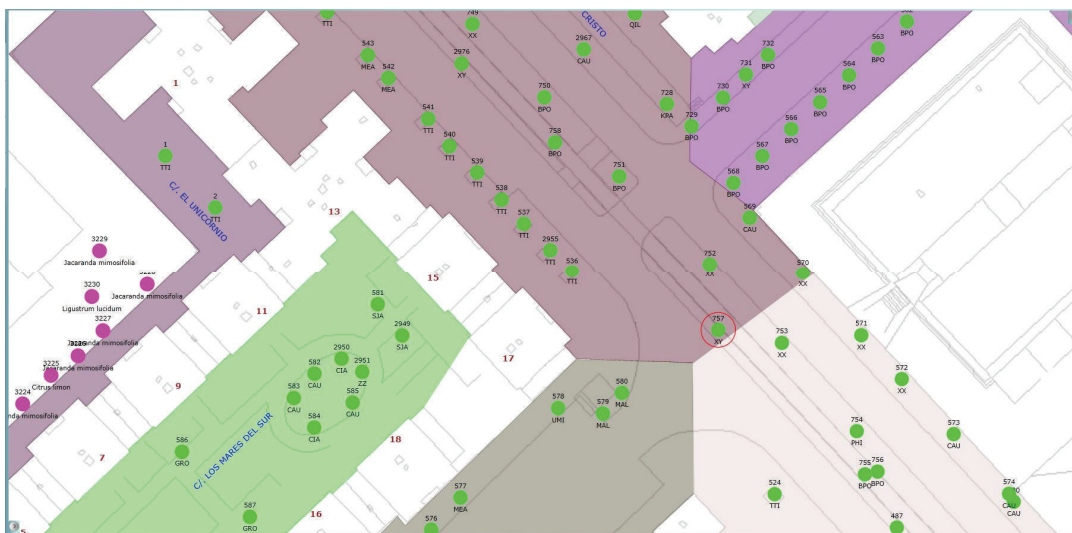 TTI
749
XX
CRISTO
QIL
BPO
543
MEA
2976
XY
2967
CAU
732
BPO
563
BPO
542
MEA
731
XY
564
BPO
1
750
BPO
728
KPA
730
BPO
565
BPO
541
TTI
729
BPO
566
BPO
540
TTI
758
BPO
1
TTI
539
TTI
751
BPO
567
BPO
568
BPO
538
TTI
2
TTI
C/. EL UNICORNIO
13
537
TTI
569
CAU
3229
Jacaranda mimosifolia
2955
TTI
752
XX
536
TTI
570
XX
15
Jacaranda mimosifolia
3230
Ligustrum lucidum
581
SJA
11
3227
Jacaranda mimosifolia
2949
SJA
757
XY
753
XX
571
XX
17
2950
CIA
Jacaranda mimosifolia
3225
Citrus limon
582
CAU
2951
ZZ
572
XX
9
583
CAU
585
CAU
580
MAL
3224
nda mimosifolia
578
UMI
579
MAL
584
CIA
C/. LOS MARES DEL SUR
18
754
PHI
573
CAU
586
GRO
7
755
BPO
756
BPO
577
MEA
524
TTI
574
CAU
CAU
587
GRO
16
576
487
5